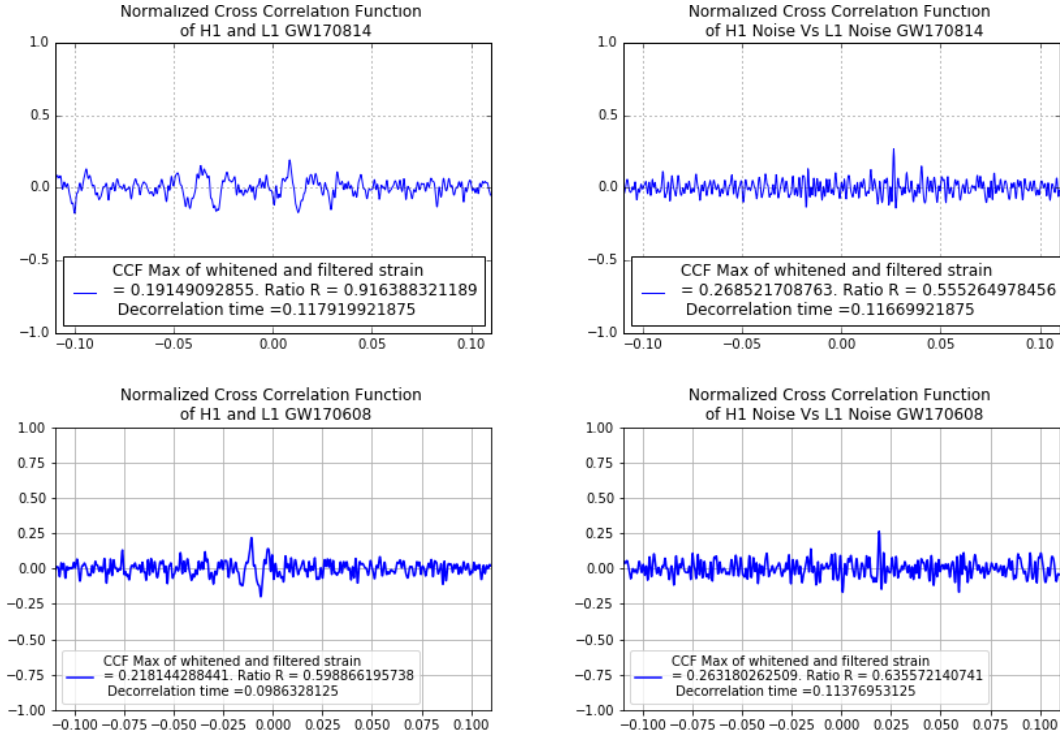 Normalized Cross Correlation Function
of H1 and L1 GW170814
1.0
0.5
0.0
−0.5
−1.0
CCF Max of whitened and filtered strain
= 0.19149092855. Ratio R = 0.916388321189
Decorrelation time =0.117919921875
−0.10
−0.05
0.00
0.05
0.10
Normalized Cross Correlation Function
of H1 Noise Vs L1 Noise GW170814
1.0
0.5
0.0
−0.5
−1.0
CCF Max of whitened and filtered strain
= 0.268521708763. Ratio R = 0.555264978456
Decorrelation time =0.11669921875
−0.10
−0.05
0.00
0.05
0.10
Normalized Cross Correlation Function
of H1 and L1 GW170608
1.00
0.75
0.50
0.25
0.00
−0.25
−0.50
−0.75
−1.00
CCF Max of whitened and filtered strain
= 0.218144288441. Ratio R = 0.598866195738
Decorrelation time =0.0986328125
−0.100
−0.075
−0.050
−0.025
0.000
0.025
0.050
0.075
0.100
Normalized Cross Correlation Function
of H1 Noise Vs L1 Noise GW170608
1.00
0.75
0.50
0.25
0.00
−0.25
−0.50
−0.75
−1.00
CCF Max of whitened and filtered strain
= 0.263180262509. Ratio R = 0.635572140741
Decorrelation time =0.11376953125
−0.100
−0.075
−0.050
−0.025
0.000
0.025
0.050
0.075
0.100